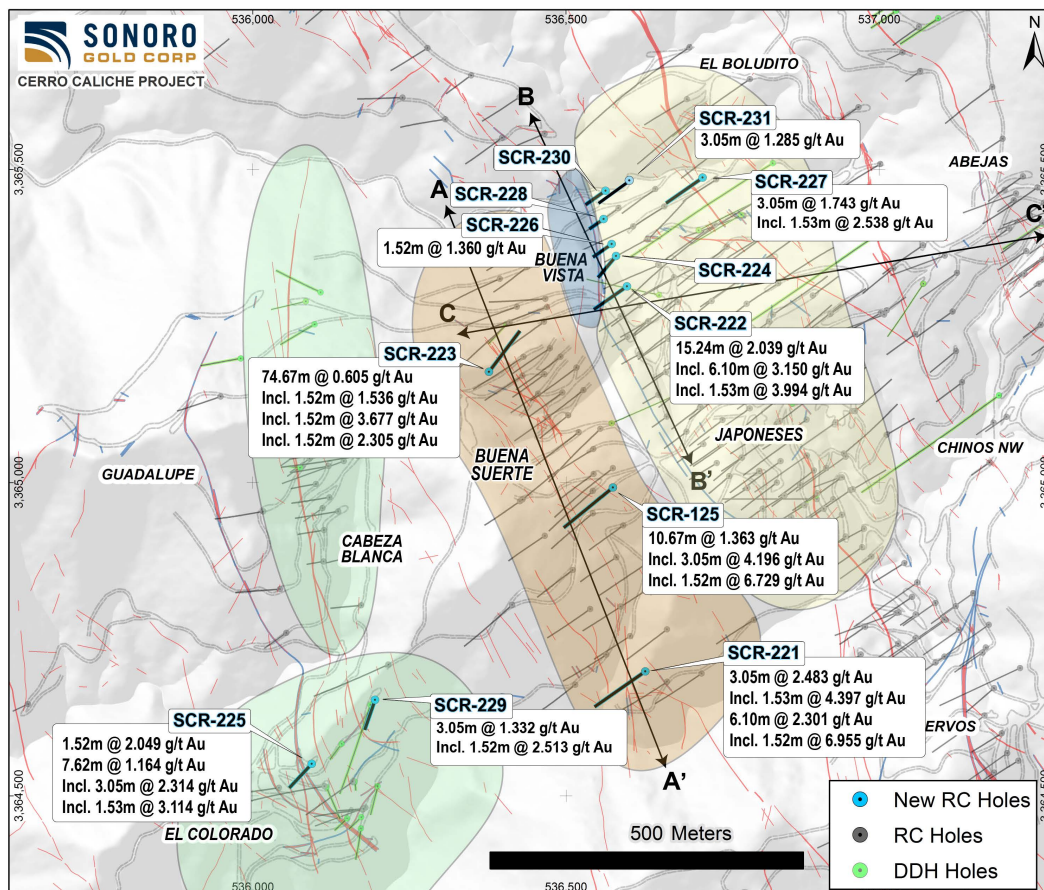 536,000
536,500
537,000
SONORO
GOLD CORP
CERRO CALICHE PROJECT
N
EL BOLUDITO
B
SCR-231
3.05m @ 1.285 g/t Au
SCR-230
ABEJAS
3,365,500
3,365,500
A
SCR-228
SCR-227
3.05m @ 1.743 g/t Au
Incl. 1.53m @ 2.538 g/t Au
C'
SCR-226
1.52m @ 1.360 g/t Au
BUENA
VISTA
SCR-224
C
SCR-222
15.24m @ 2.039 g/t Au
Incl. 6.10m @ 3.150 g/t Au
Incl. 1.53m @ 3.994 g/t Au
SCR-223
74.67m @ 0.605 g/t Au
Incl. 1.52m @ 1.536 g/t Au
Incl. 1.52m @ 3.677 g/t Au
Incl. 1.52m @ 2.305 g/t Au
JAPONESES
CHINOS NW
GUADALUPE
BUENA
SUERTE
B'
3,365,000
3,365,000
SCR-125
10.67m @ 1.363 g/t Au
Incl. 3.05m @ 4.196 g/t Au
Incl. 1.52m @ 6.729 g/t Au
CABEZA
BLANCA
SCR-221
3.05m @ 2.483 g/t Au
Incl. 1.53m @ 4.397 g/t Au
6.10m @ 2.301 g/t Au
Incl. 1.52m @ 6.955 g/t Au
ERVOS
SCR-229
3.05m @ 1.332 g/t Au
Incl. 1.52m @ 2.513 g/t Au
SCR-225
1.52m @ 2.049 g/t Au
7.62m @ 1.164 g/t Au
Incl. 3.05m @ 2.314 g/t Au
Incl. 1.53m @ 3.114 g/t Au
A'
3,364,500
3,364,500
EL COLORADO
500 Meters
New RC Holes
RC Holes
DDH Holes
536,000
536,500